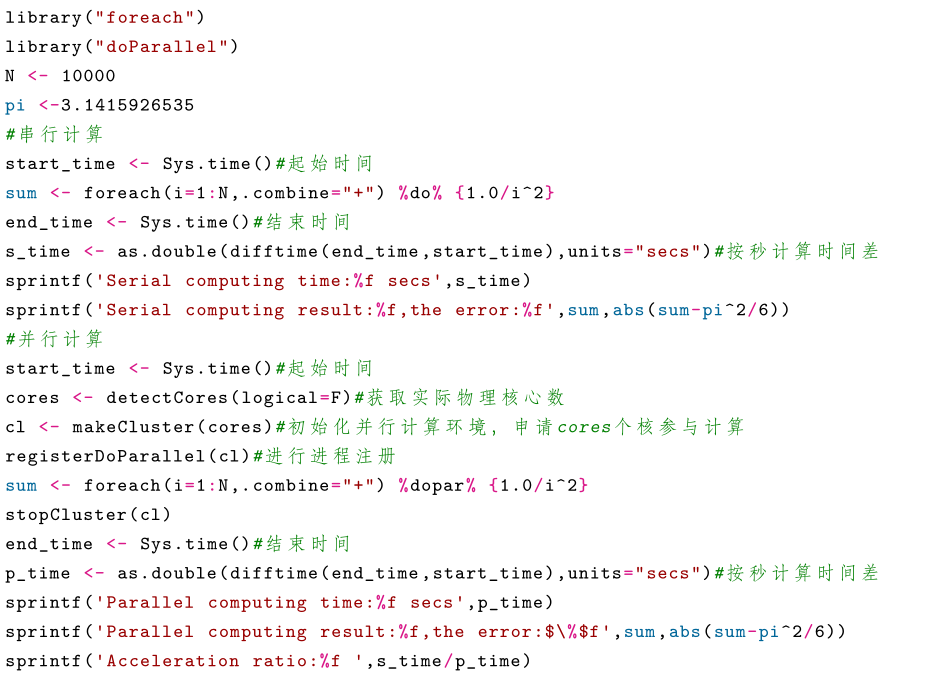 library("foreach")
library("doParallel")
N <- 10000
pi <-3.1415926535
#串行计算
start_time <- Sys.time()#起始时间
sum <- foreach(i=1:N,.combine="+") %do% {1.0/i^2}
end_time <- Sys.time()#结束时间
s_time <- as.double(difftime(end_time,start_time),units="secs")#按秒计算时间差
sprintf('Serial computing time:%f secs',s_time)
sprintf('Serial computing result:%f,the error:%f',sum,abs(sum-pi^2/6))
#并行计算
start_time <- Sys.time()#起始时间
cores <- detectCores(logical=F)#获取实际物理核心数
cl <- makeCluster(cores)#初始化并行计算环境，申请cores个核参与计算
registerDoParallel(cl)#进行进程注册
sum <- foreach(i=1:N,.combine="+") %dopar% {1.0/i^2}
stopCluster(cl)
end_time <- Sys.time()#结束时间
p_time <- as.double(difftime(end_time,start_time),units="secs")#按秒计算时间差
sprintf('Parallel computing time:%f secs',p_time)
sprintf('Parallel computing result:%f,the error:$\%$f',sum,abs(sum-pi^2/6))
sprintf('Acceleration ratio:%f ',s_time/p_time)